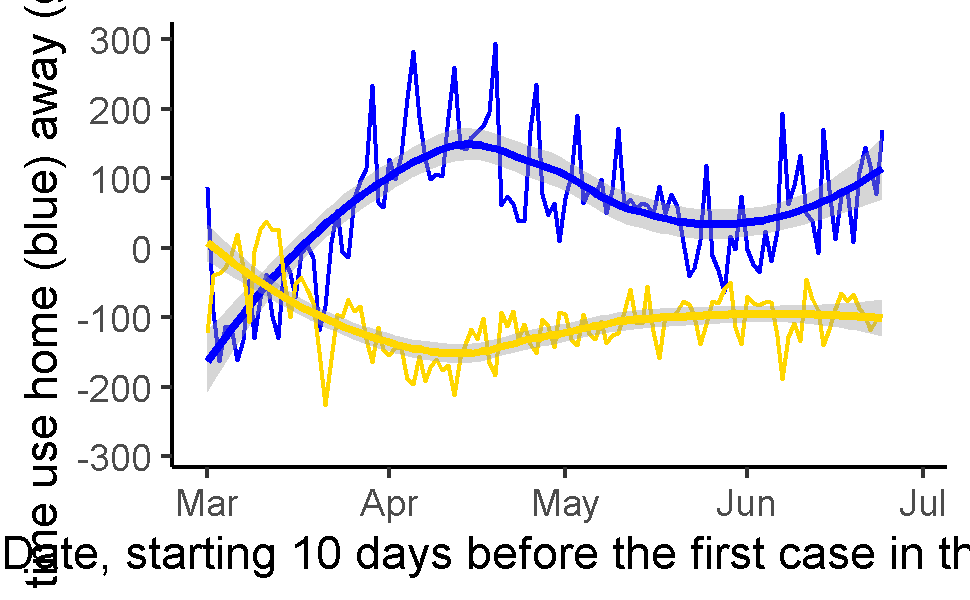 time use home (blue) away (
300
200
100
0
-100
-200
-300
Mar Apr May Jun Jul
Date, starting 10 days before the first case in th